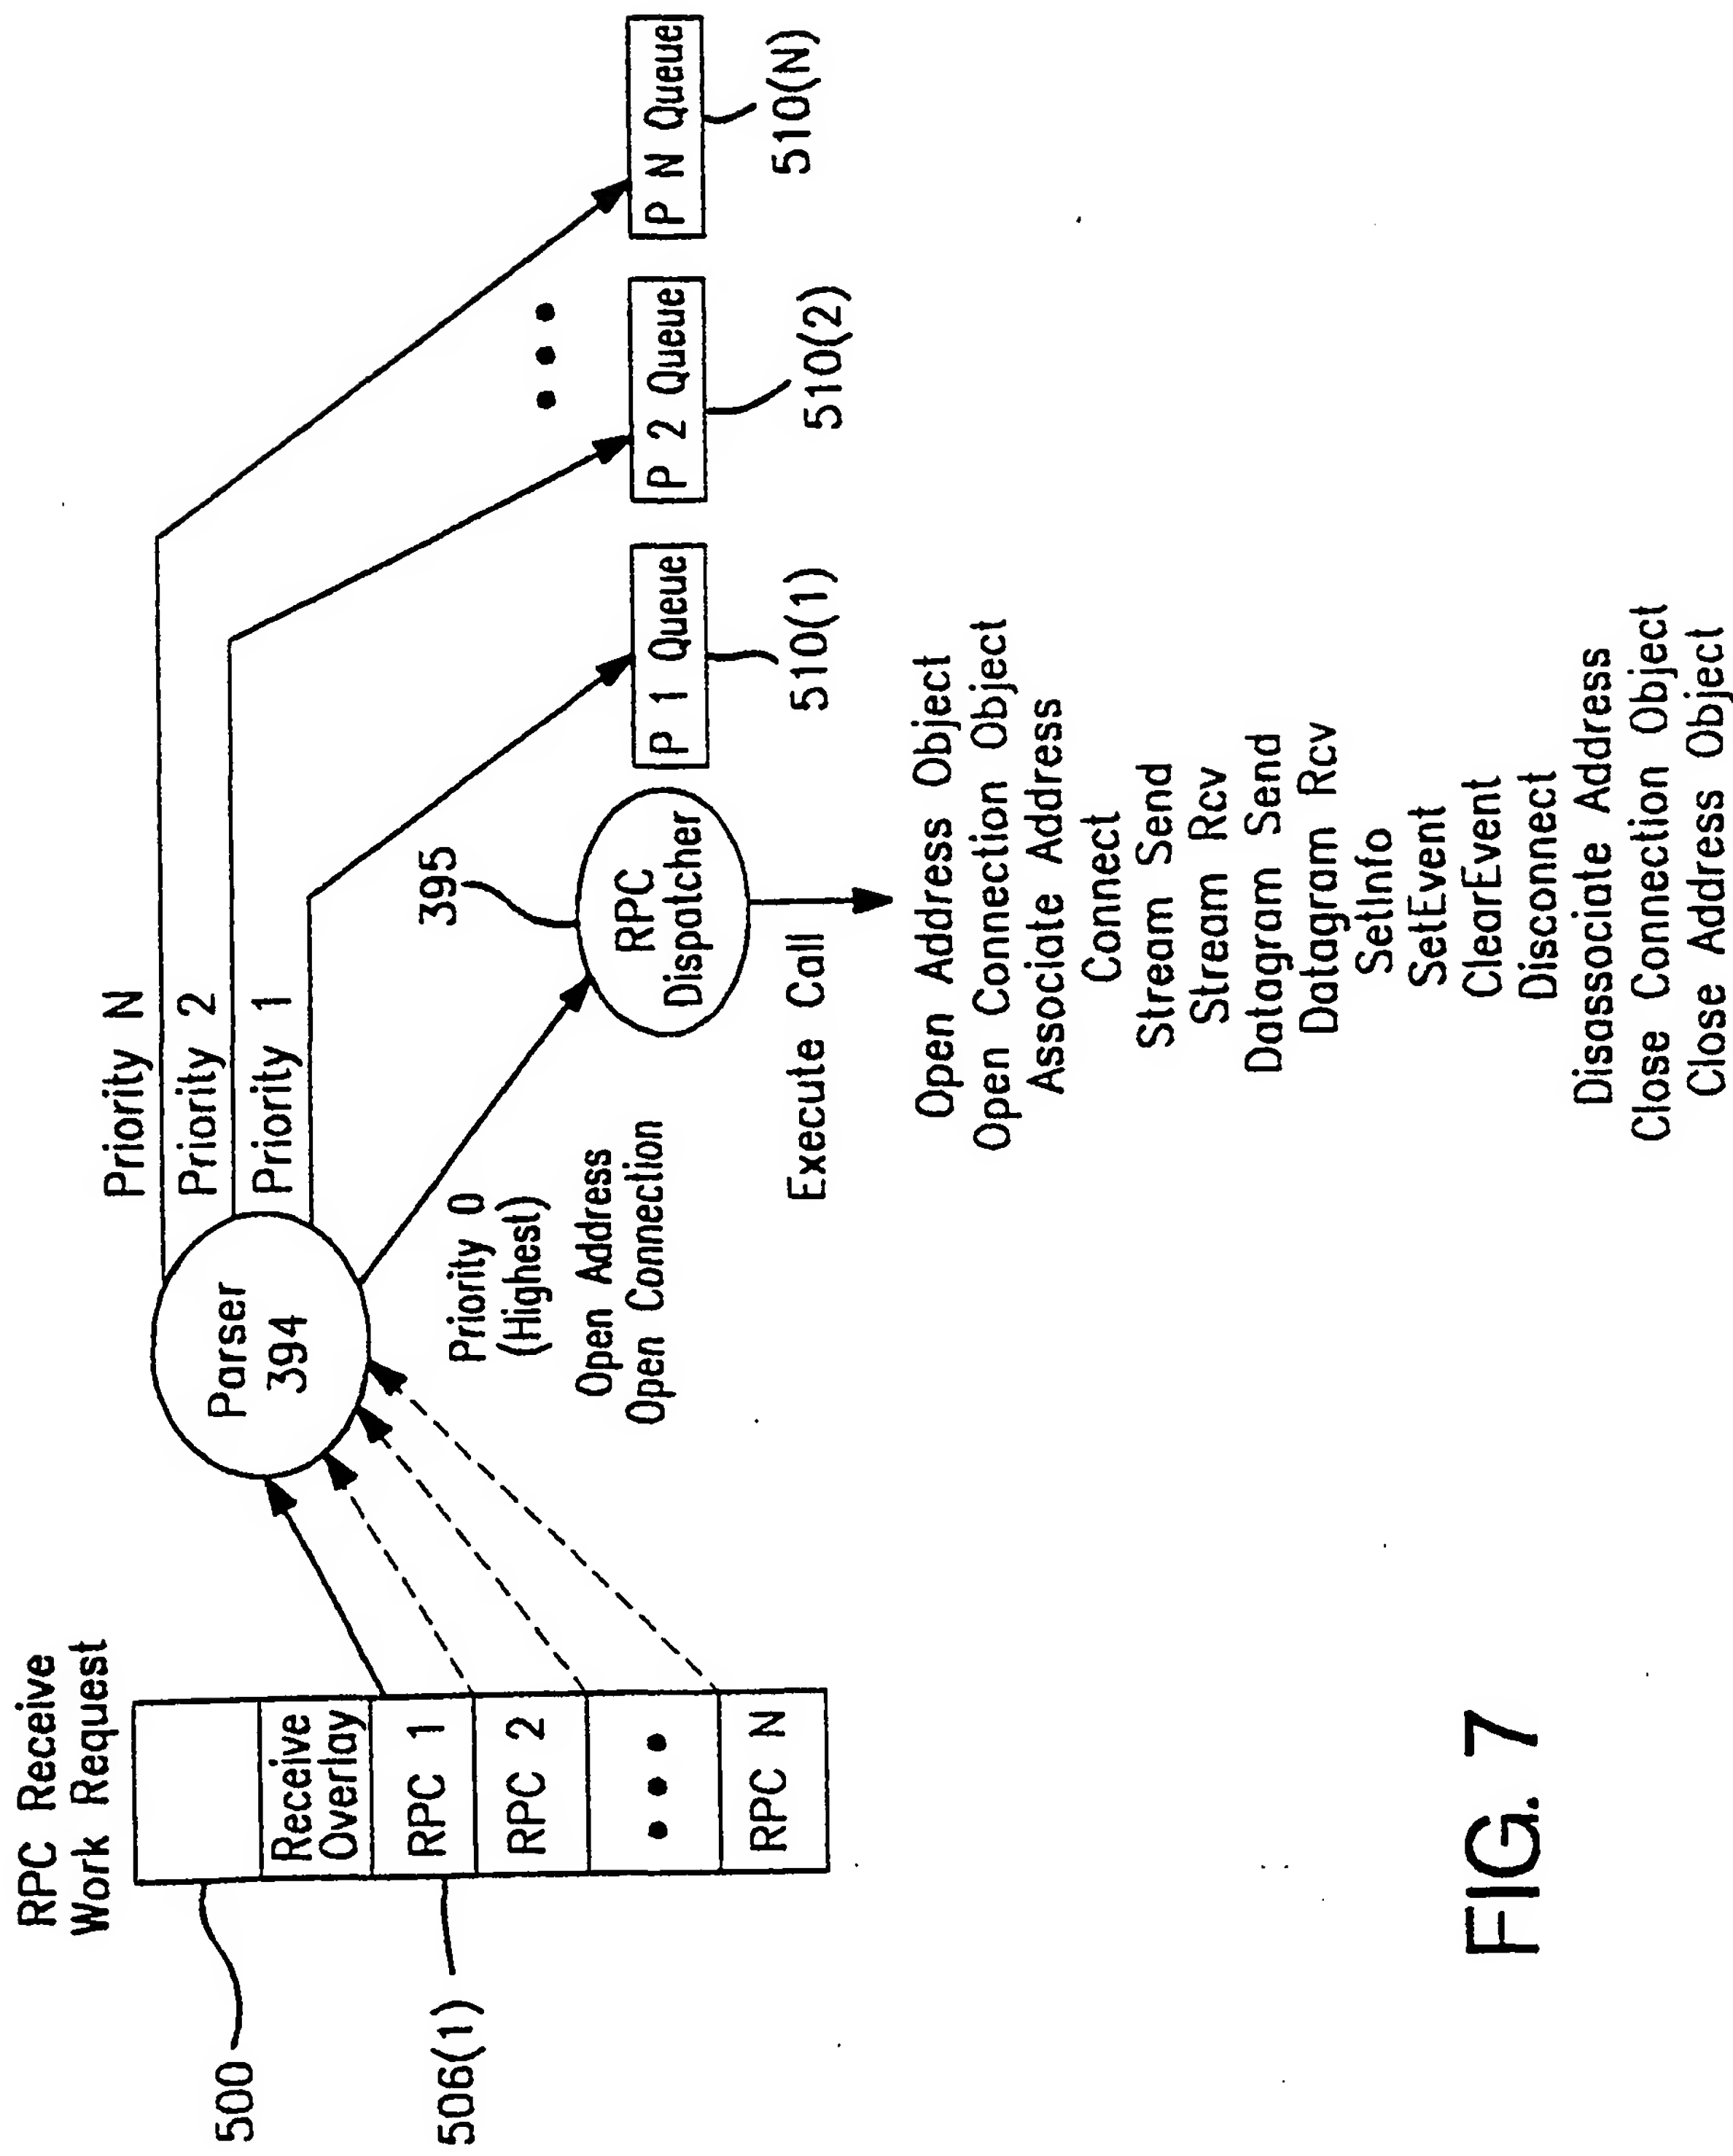 RPC Receive
Work Request
500
Receive
Overlay
506(1)
RPC 1
RPC 2
RPC N
Parser
394
Priority N
Priority 2
Priority 1
Priority 0
(Highest)
Open Address
Open Connection
395
RPC
Dispatcher
P 1 Queue
P 2 Queue
P N Queue
510(1)
510(2)
510(N)
Execute Call
Open Address Object
Open Connection Object
Associate Address
Connect
Stream Send
Stream Rcv
Datagram Send
Datagram Rcv
SetInfo
SetEvent
ClearEvent
Disconnect
Disassociate Address
Close Connection Object
Close Address Object
FIG. 7